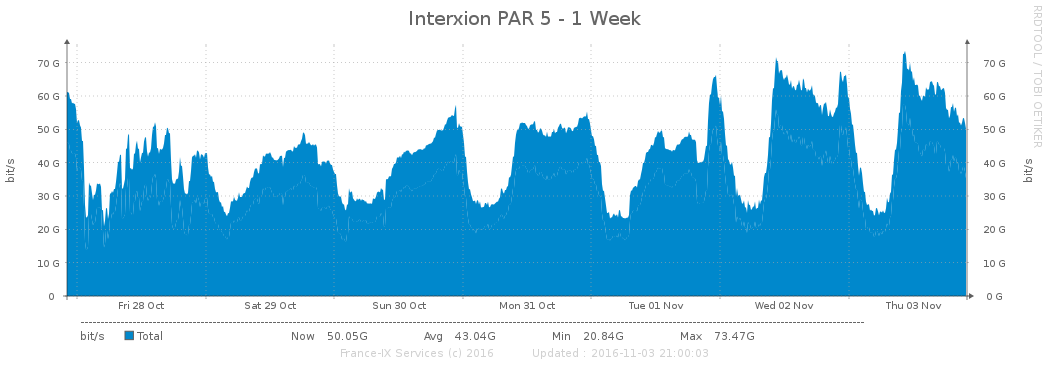 Interxion PAR 5 - 1 Week
RRDTOOL / TOBI OETIKER
bit/s
70 G
60 G
50 G
40 G
30 G
20 G
10 G
0
70 G
60 G
50 G
40 G
30 G
20 G
10 G
0 G
bit/s
Fri 28 Oct Sat 29 Oct Sun 30 Oct Mon 31 Oct Tue 01 Nov Wed 02 Nov Thu 03 Nov
bit/s Total Now 50.05G Avg 43.04G Min 20.84G Max 73.47G
France-IX Services (c) 2016 Updated : 2016-11-03 21:00:03